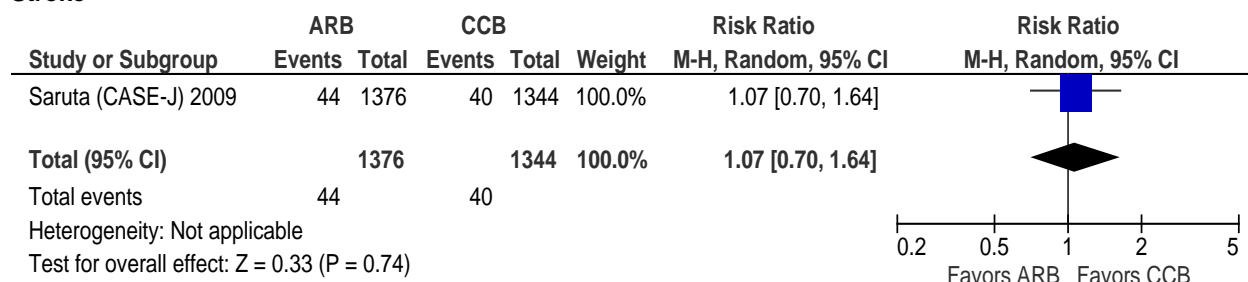 ARB CCB Risk Ratio Risk Ratio
Study or Subgroup Events Total Events Total Weight M-H, Random, 95% CI M-H, Random, 95% CI
Saruta (CASE-J) 2009 44 1376 40 1344 100.0% 1.07 [0.70, 1.64]
Total (95% CI) 1376 1344 100.0% 1.07 [0.70, 1.64]
Total events 44 40
Heterogeneity: Not applicable
Test for overall effect: Z = 0.33 (P = 0.74)
0.2 0.5 1 2 5
Favors ARB Favors CCB